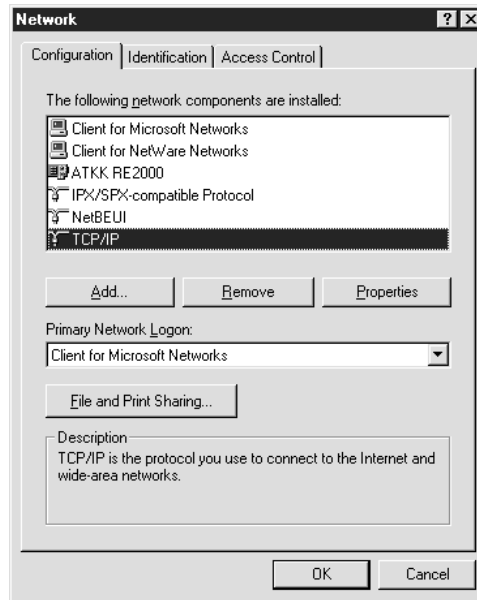 Network
Configuration Identification Access Control
The following network components are installed:
Client for Microsoft Networks
Client for NetWare Networks
ATKK RE2000
IPX/SPX-compatible Protocol
NetBEUI
TCP/IP
Add... Remove Properties
Primary Network Logon:
Client for Microsoft Networks
File and Print Sharing...
Description
TCP/IP is the protocol you use to connect to the Internet and
wide-area networks.
OK Cancel